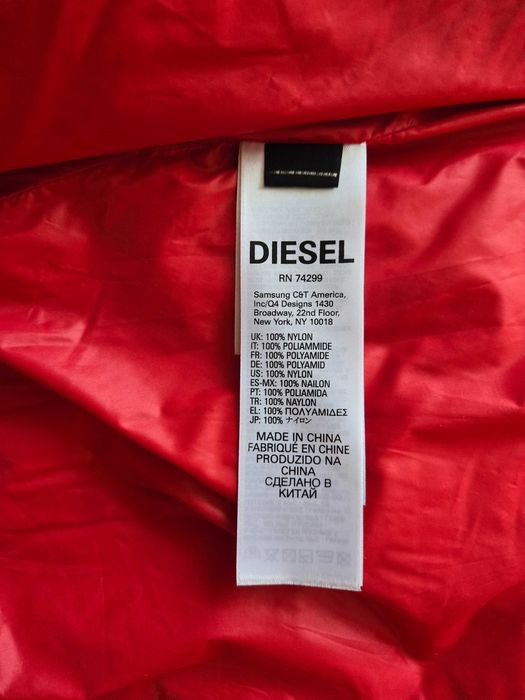 DIESEL
RN 74299
Samsung C&T America,
Inc/Q4 Designs 1430
Broadway, 22nd Floor,
New York, NY 10018
UK: 100% NYLON
IT: 100% POLIAMMIDE
FR: 100% POLYAMID
DE: 100% POLYAMID
US: 100% NYLON
ES-MX: 100% NAILON
PT: 100% POLIAMIDA
TR: 100% NAYLON
EL: 100% ΠΟΛΥΑΜΙΔΕΣ
JP: 100% ナイロン
MADE IN CHINA
FABRIQUÉ EN CHINE
PRODUZIDO NA
CHINA
СДЕЛАНО В
КИТАЙ